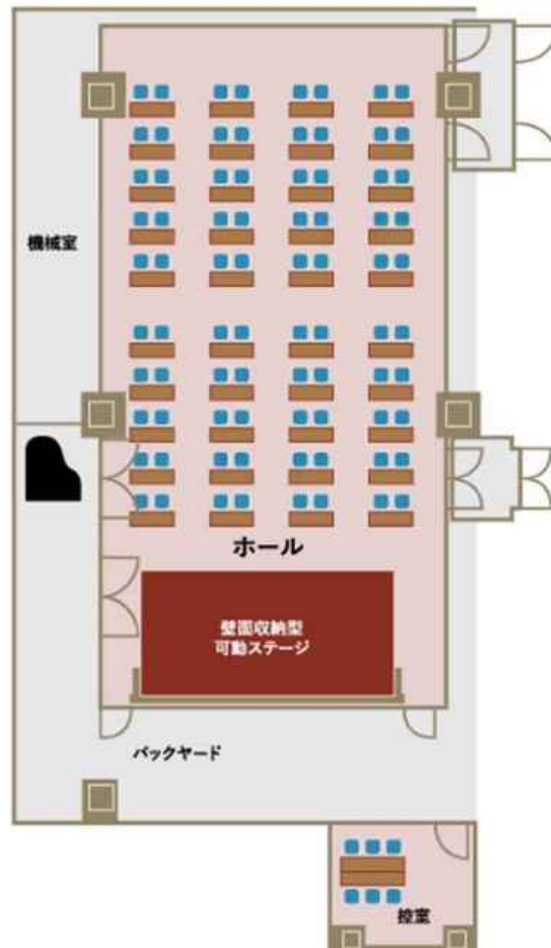 機械室
ホール
壁面収納型
可動ステージ
バックヤード
控室